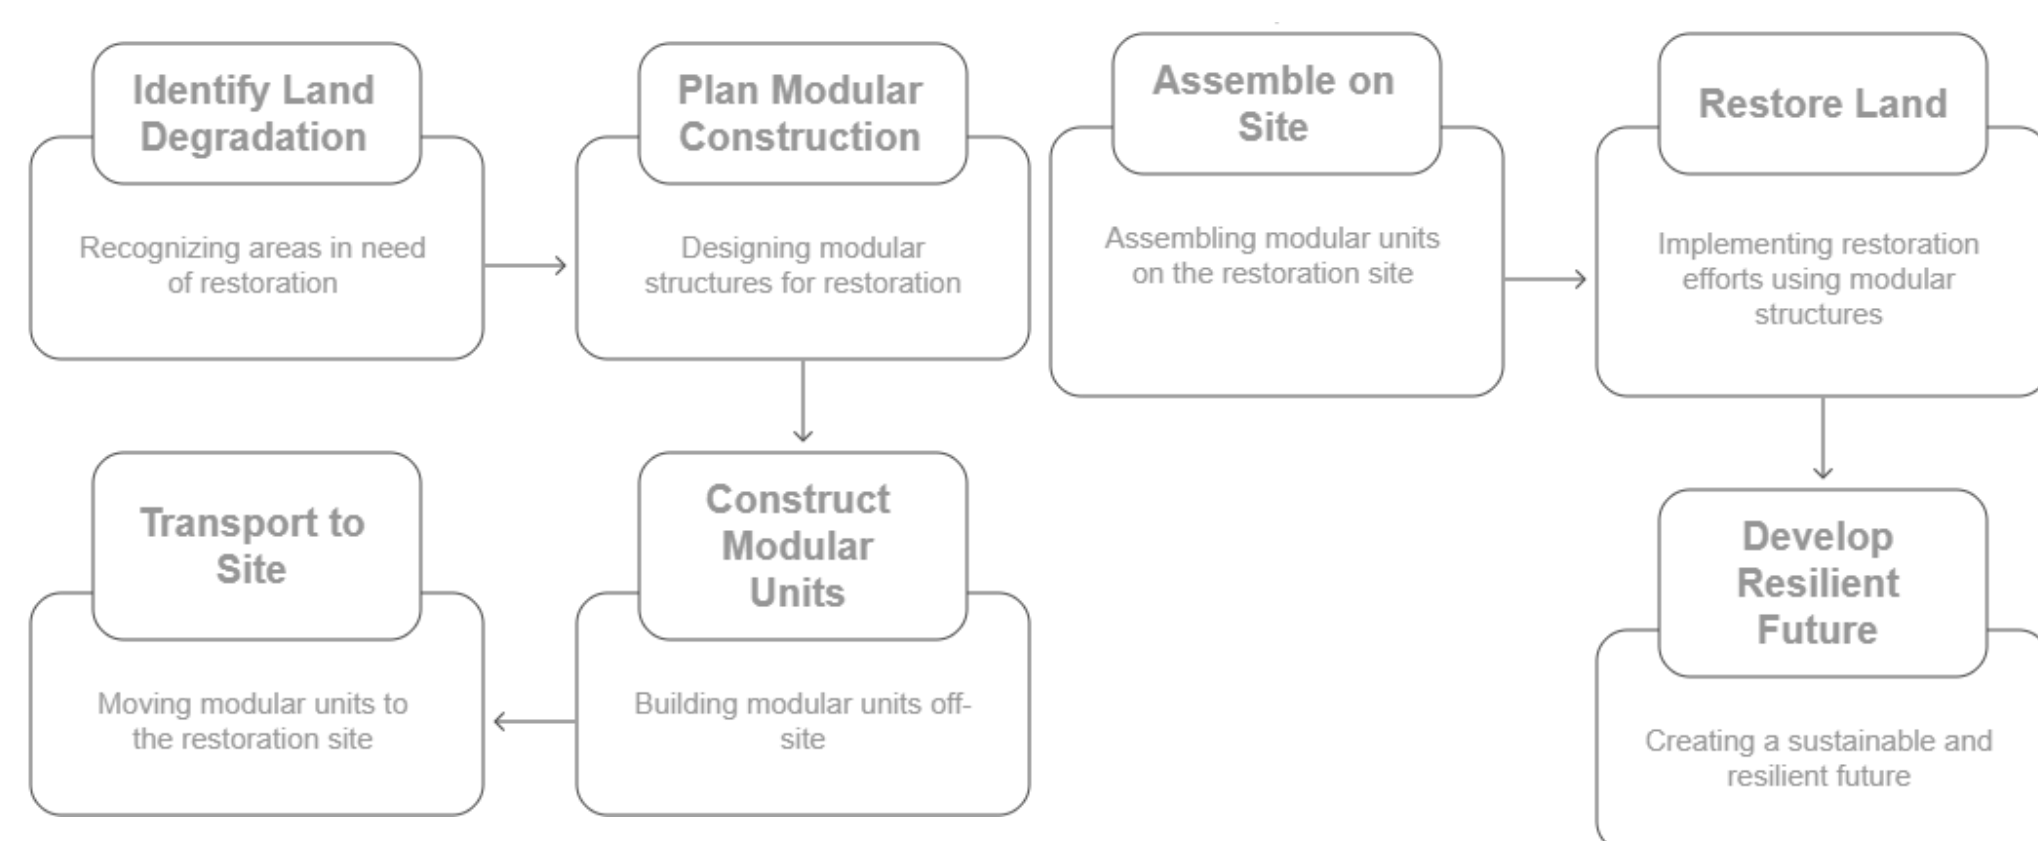 Identify Land
Degradation
Recognizing areas in need
of restoration
Plan Modular
Construction
Designing modular
structures for restoration
Construct
Modular
Units
Building modular units off-
site
Transport to
Site
Moving modular units to
the restoration site
Assemble on
Site
Assembling modular units
on the restoration site
Restore Land
Implementing restoration
efforts using modular
structures
Develop
Resilient
Future
Creating a sustainable and
resilient future